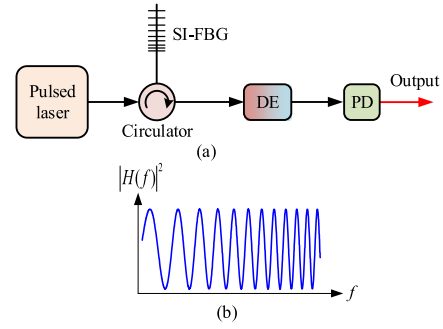 SI-FBG
Pulsed
laser
Circulator
DE
PD
Output
(a)
|H(f)|²
f
(b)